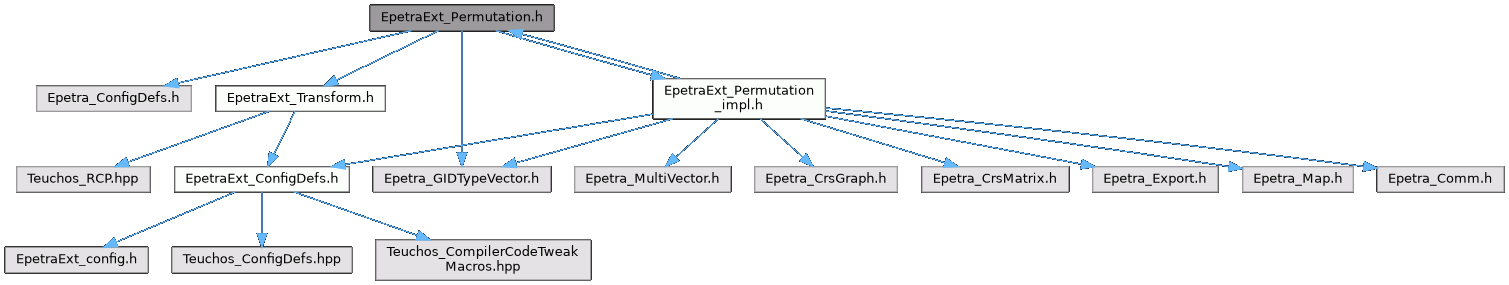 EpetraExt_Permutation.h
Epetra_ConfigDefs.h
EpetraExt_Transform.h
EpetraExt_Permutation
_impl.h
Teuchos_RCP.hpp
EpetraExt_ConfigDefs.h
Epetra_GIDTypeVector.h
Epetra_MultiVector.h
Epetra_CrsGraph.h
Epetra_CrsMatrix.h
Epetra_Export.h
Epetra_Map.h
Epetra_Comm.h
EpetraExt_config.h
Teuchos_ConfigDefs.hpp
Teuchos_CompilerCodeTweak
Macros.hpp